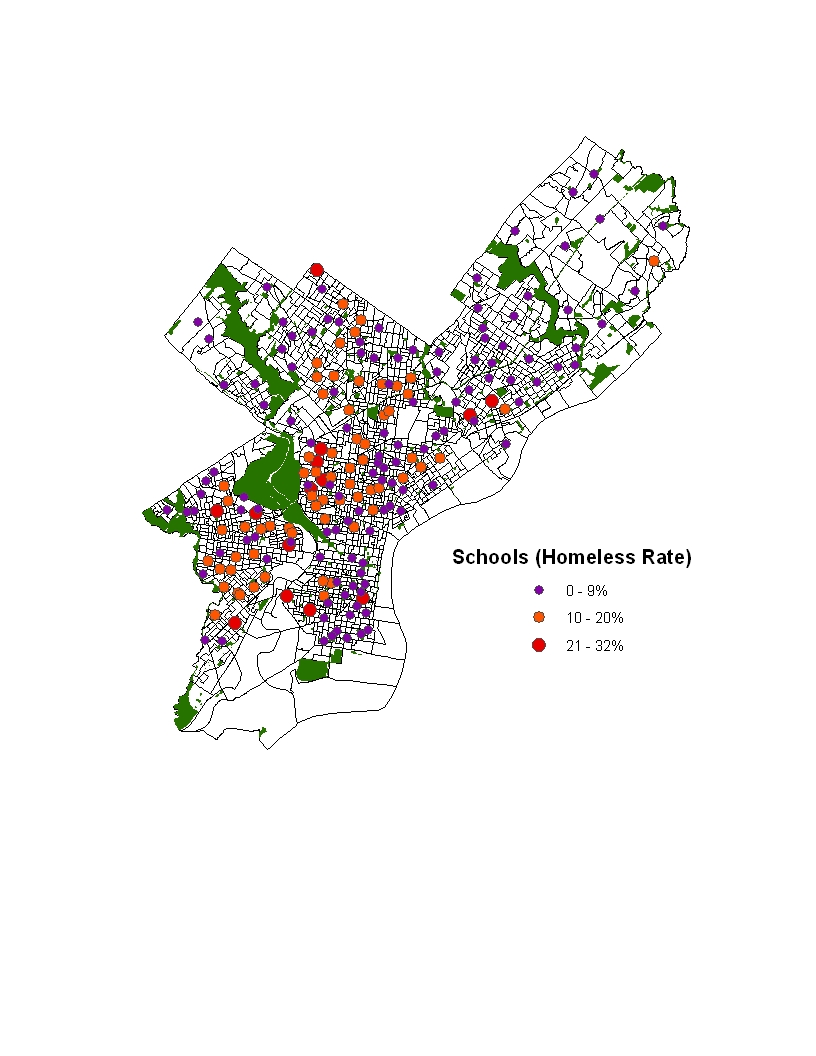 Schools (Homeless Rate)
0 - 9%
10 - 20%
21 - 32%